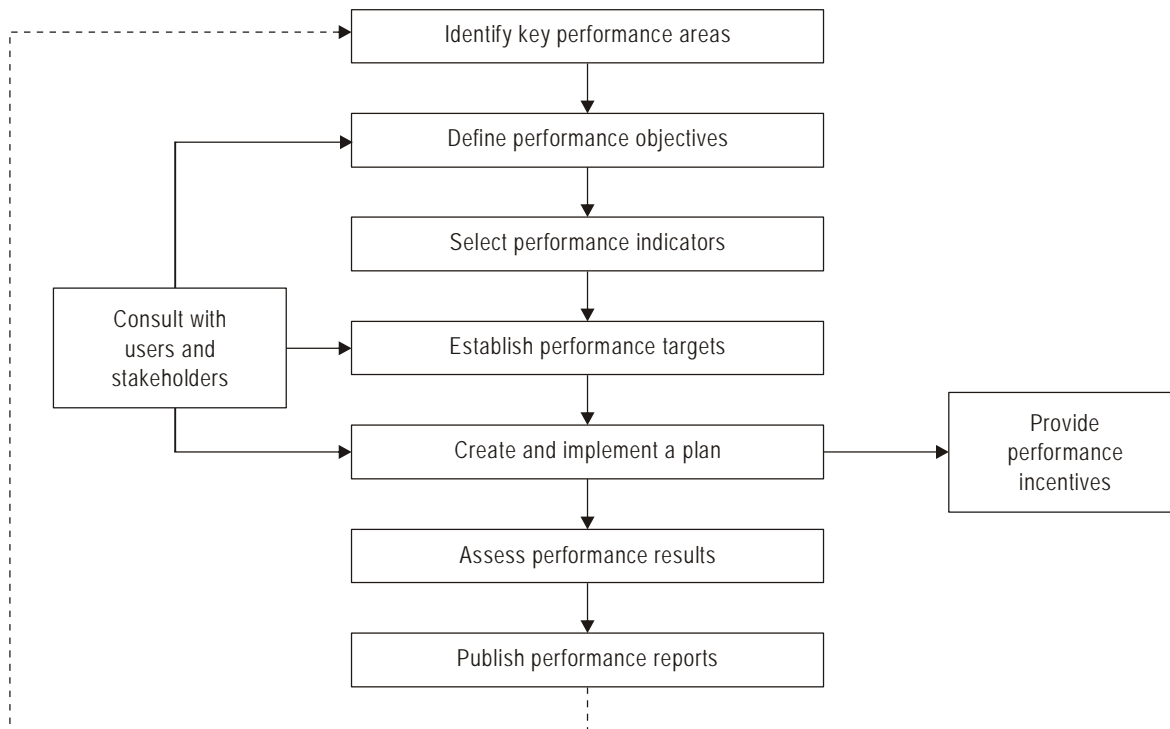 Identify key performance areas
Define performance objectives
Select performance indicators
Consult with
users and
stakeholders
Establish performance targets
Create and implement a plan
Provide
performance
incentives
Assess performance results
Publish performance reports